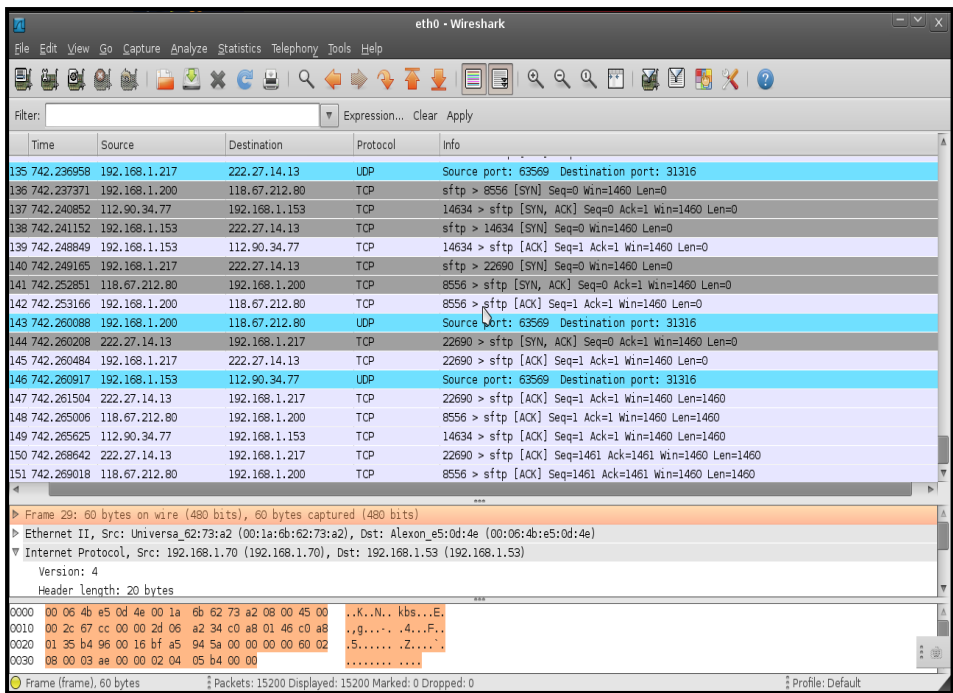 eth0 - Wireshark
File Edit View Go Capture Analyze Statistics Telephony Tools Help
Filter: Expression... Clear Apply
Time Source Destination Protocol Info
135 742.236958 192.168.1.217 222.27.14.13 UDP Source port: 63569 Destination port: 31316
136 742.237371 192.168.1.200 118.67.212.80 TCP sftp > 8556 [SYN] Seq=0 Win=1460 Len=0
137 742.240852 112.90.34.77 192.168.1.153 TCP 14634 > sftp [SYN, ACK] Seq=0 Ack=1 Win=1460 Len=0
138 742.241152 192.168.1.153 222.27.14.13 TCP sftp > 14634 [SYN] Seq=0 Win=1460 Len=0
139 742.248849 192.168.1.153 112.90.34.77 TCP 14634 > sftp [ACK] Seq=1 Ack=1 Win=1460 Len=0
140 742.249165 192.168.1.217 222.27.14.13 TCP sftp > 22690 [SYN] Seq=0 Win=1460 Len=0
141 742.252851 118.67.212.80 192.168.1.200 TCP 8556 > sftp [SYN, ACK] Seq=0 Ack=1 Win=1460 Len=0
142 742.253166 192.168.1.200 118.67.212.80 TCP 8556 > sftp [ACK] Seq=1 Ack=1 Win=1460 Len=0
143 742.260088 192.168.1.200 118.67.212.80 UDP Source port: 63569 Destination port: 31316
144 742.260208 222.27.14.13 192.168.1.217 TCP 22690 > sftp [SYN, ACK] Seq=0 Ack=1 Win=1460 Len=0
145 742.260484 192.168.1.217 222.27.14.13 TCP 22690 > sftp [ACK] Seq=1 Ack=1 Win=1460 Len=0
146 742.260917 192.168.1.153 112.90.34.77 UDP Source port: 63569 Destination port: 31316
147 742.261504 222.27.14.13 192.168.1.217 TCP 22690 > sftp [ACK] Seq=1 Ack=1 Win=1460 Len=1460
148 742.265006 118.67.212.80 192.168.1.200 TCP 8556 > sftp [ACK] Seq=1 Ack=1 Win=1460 Len=1460
149 742.265625 112.90.34.77 192.168.1.153 TCP 14634 > sftp [ACK] Seq=1 Ack=1 Win=1460 Len=1460
150 742.268642 222.27.14.13 192.168.1.217 TCP 22690 > sftp [ACK] Seq=1461 Ack=1461 Win=1460 Len=1460
151 742.269018 118.67.212.80 192.168.1.200 TCP 8556 > sftp [ACK] Seq=1461 Ack=1461 Win=1460 Len=1460
Frame 29: 60 bytes on wire (480 bits), 60 bytes captured (480 bits)
Ethernet II, Src: Universa_62:73:a2 (00:1a:6b:62:73:a2), Dst: Alexon_e5:0d:4e (00:06:4b:e5:0d:4e)
Internet Protocol, Src: 192.168.1.70 (192.168.1.70), Dst: 192.168.1.53 (192.168.1.53)
Version: 4
Header length: 20 bytes
0000 00 06 4b e5 0d 4e 00 1a 6b 62 73 a2 08 00 45 00 ..K..N.. kbs...E.
0010 00 2c 67 cc 00 00 2d 06 a2 34 c0 a8 01 46 c0 a8 .,g...-. .4...F..
0020 01 35 b4 96 00 16 bf a5 94 5a 00 00 00 00 60 02 .5...... .Z....`.
0030 08 00 03 ae 00 00 02 04 05 b4 00 00 ........ ....
Frame (frame), 60 bytes Packets: 15200 Displayed: 15200 Marked: 0 Dropped: 0 Profile: Default